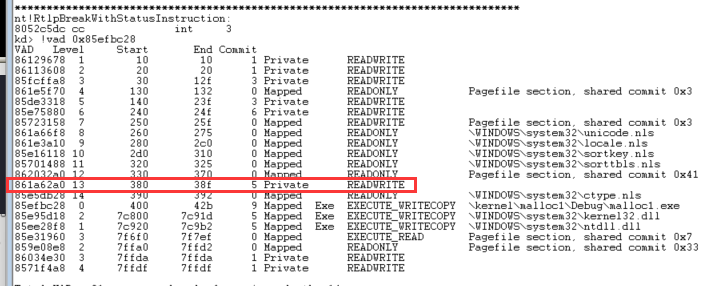 *******************************************************************************
nt!RtlpBreakWithStatusInstruction:
8052c5dc cc int 3
kd> !vad 0x85efbc28
VAD Level Start End Commit
86129678 1 10 10 1 Private READWRITE
86113608 2 20 20 1 Private READWRITE
85fcffa8 3 30 12f 3 Private READWRITE
861e5f70 4 130 132 0 Mapped READONLY Pagefile section, shared commit 0x3
85de3318 5 140 23f 3 Private READWRITE
85e75880 6 240 24f 6 Private READWRITE
85723158 7 250 25f 0 Mapped READWRITE Pagefile section, shared commit 0x3
861a66f8 8 260 275 0 Mapped READONLY \WINDOWS\system32\unicode.nls
861e3a10 9 280 2c0 0 Mapped READONLY \WINDOWS\system32\locale.nls
85e16118 10 2d0 310 0 Mapped READONLY \WINDOWS\system32\sortkey.nls
85701488 11 320 325 0 Mapped READONLY \WINDOWS\system32\sorttbls.nls
862032a0 12 330 370 0 Mapped READONLY Pagefile section, shared commit 0x41
861a62a0 13 380 38f 5 Private READWRITE
85e5db28 14 390 392 0 Mapped READONLY \WINDOWS\system32\ctype.nls
85efbc28 0 400 42b 9 Mapped Exe EXECUTE_WRITECOPY \kernel\malloc1\Debug\malloc1.exe
85e95d18 2 7c800 7c91d 5 Mapped Exe EXECUTE_WRITECOPY \WINDOWS\system32\kernel32.dll
85ee28f8 1 7c920 7c9b2 5 Mapped Exe EXECUTE_WRITECOPY \WINDOWS\system32\ntdll.dll
85e31960 3 7f6f0 7f7ef 0 Mapped EXECUTE_READ Pagefile section, shared commit 0x7
859e08e8 2 7ffa0 7ffd2 0 Mapped READONLY Pagefile section, shared commit 0x33
86034e30 3 7ffda 7ffda 1 Private READWRITE
8571f4a8 4 7ffdf 7ffdf 1 Private READWRITE